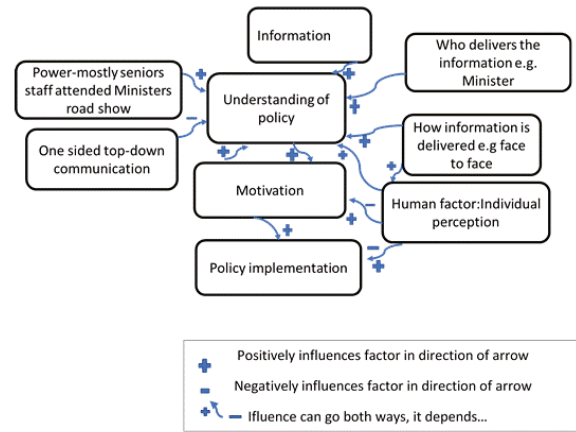 Information
Who delivers the
information e.g.
Minister
Power-mostly seniors
staff attended Ministers
road show
Understanding of
policy
How information is
delivered e.g face
to face
One sided top-down
communication
Motivation
Human factor:Individual
perception
Policy implementation
Positively influences factor in direction of arrow
Negatively influences factor in direction of arrow
Ifluence can go both ways, it depends...